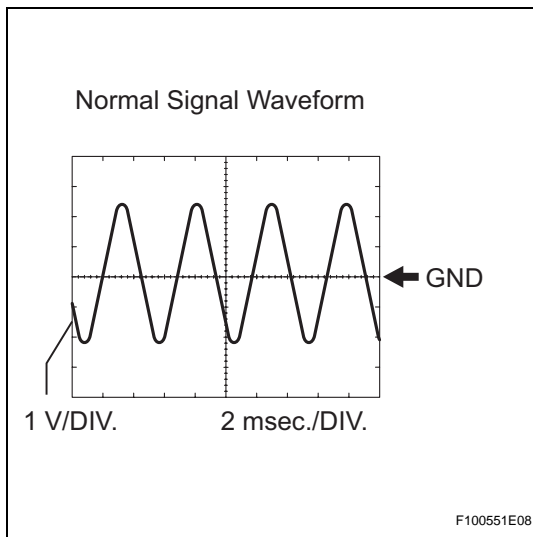 Normal Signal Waveform
GND
1 V/DIV.
2 msec./DIV.
F100551E08